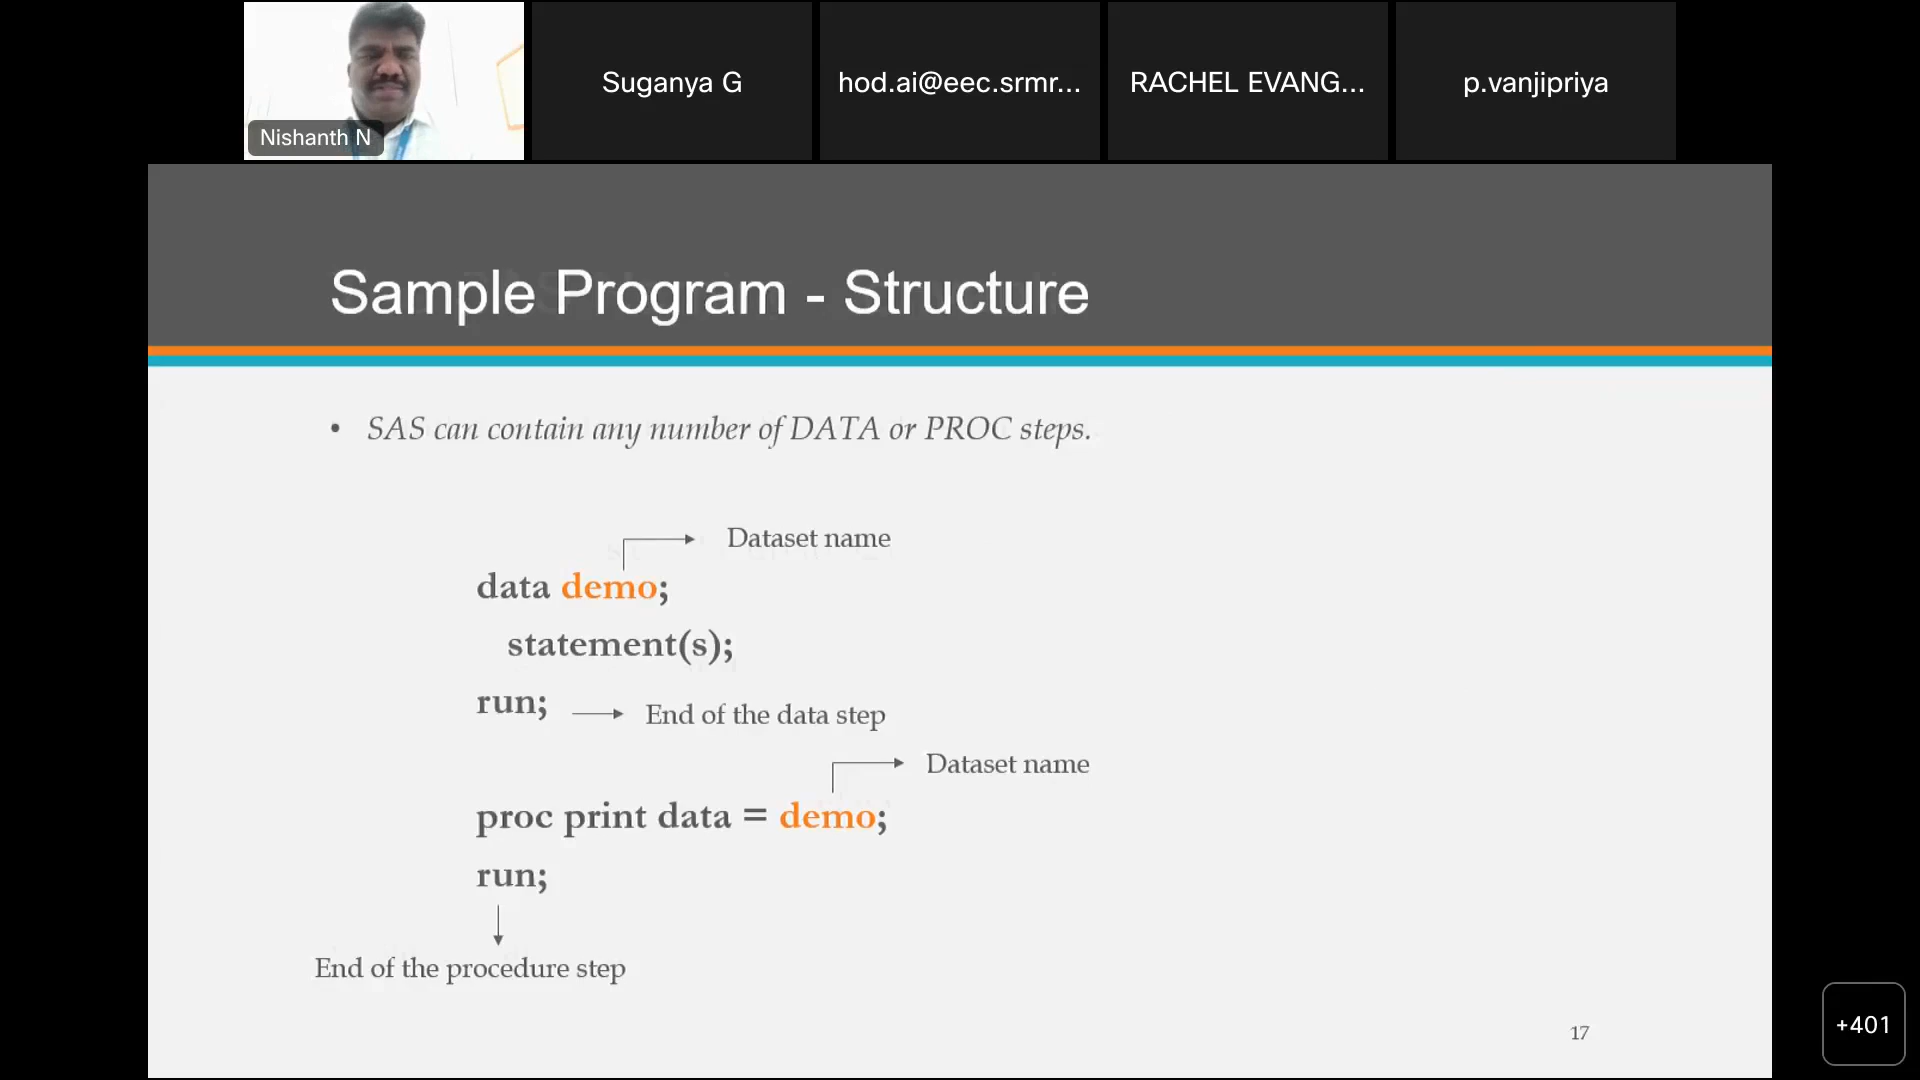 Nishanth N
Suganya G
hod.ai@eec.srmr...
RACHEL EVANG...
p.vanjipriya
Sample Program - Structure
• SAS can contain any number of DATA or PROC steps.
Dataset name
data demo;
statement(s);
run;
End of the data step
Dataset name
proc print data = demo;
run;
End of the procedure step
17
+401